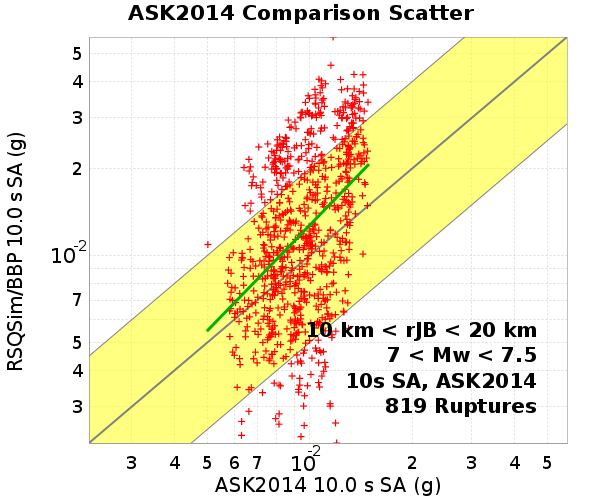 ASK2014 Comparison Scatter
RSQSim/BBP 10.0 s SA (g)
5
4
3
2
10^-2
7
5
4
3
10 km < rJB < 20 km
7 < Mw < 7.5
10s SA, ASK2014
819 Ruptures
3 4 5 6 7 10^-2 2 3 4 5
ASK2014 10.0 s SA (g)